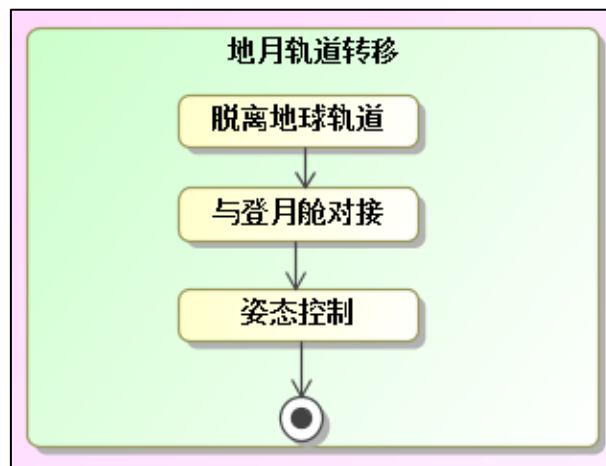 地月轨道转移
脱离地球轨道
与登月舱对接
姿态控制